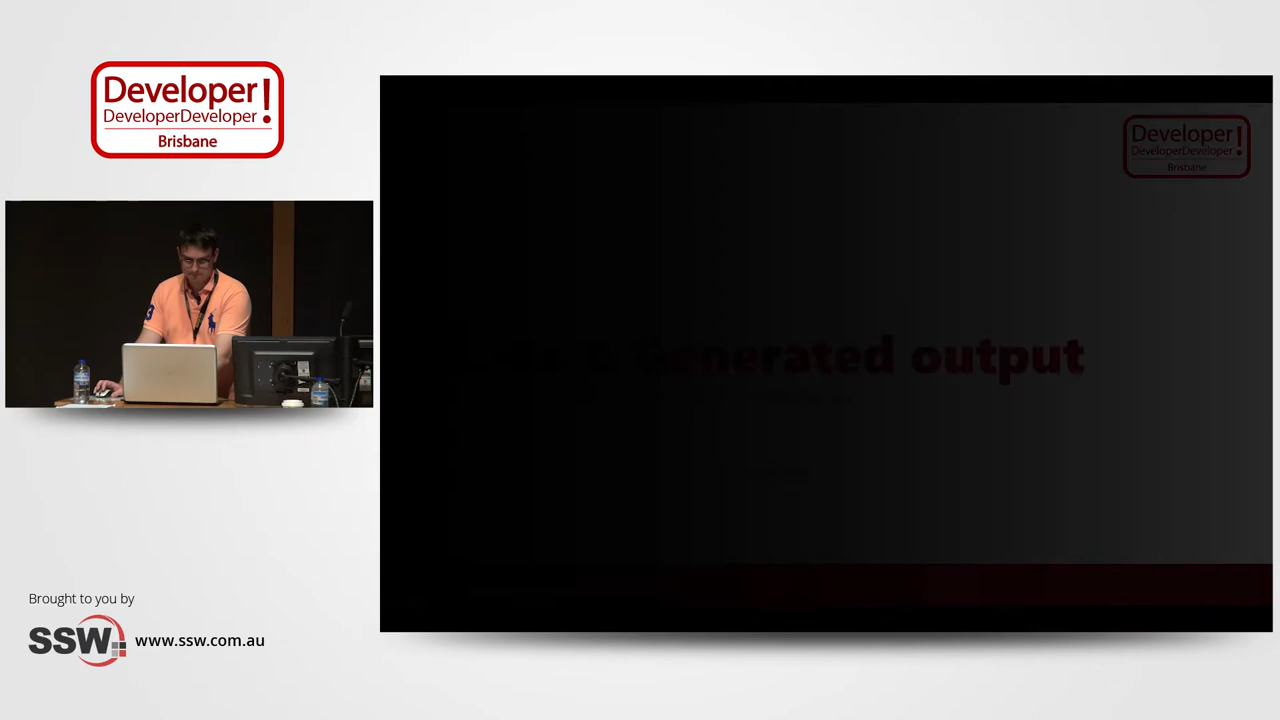 Developer!
DeveloperDeveloper
Brisbane
Developer!
DeveloperDeveloper
Brisbane
Generated output
Brought to you by
SSW www.ssw.com.au